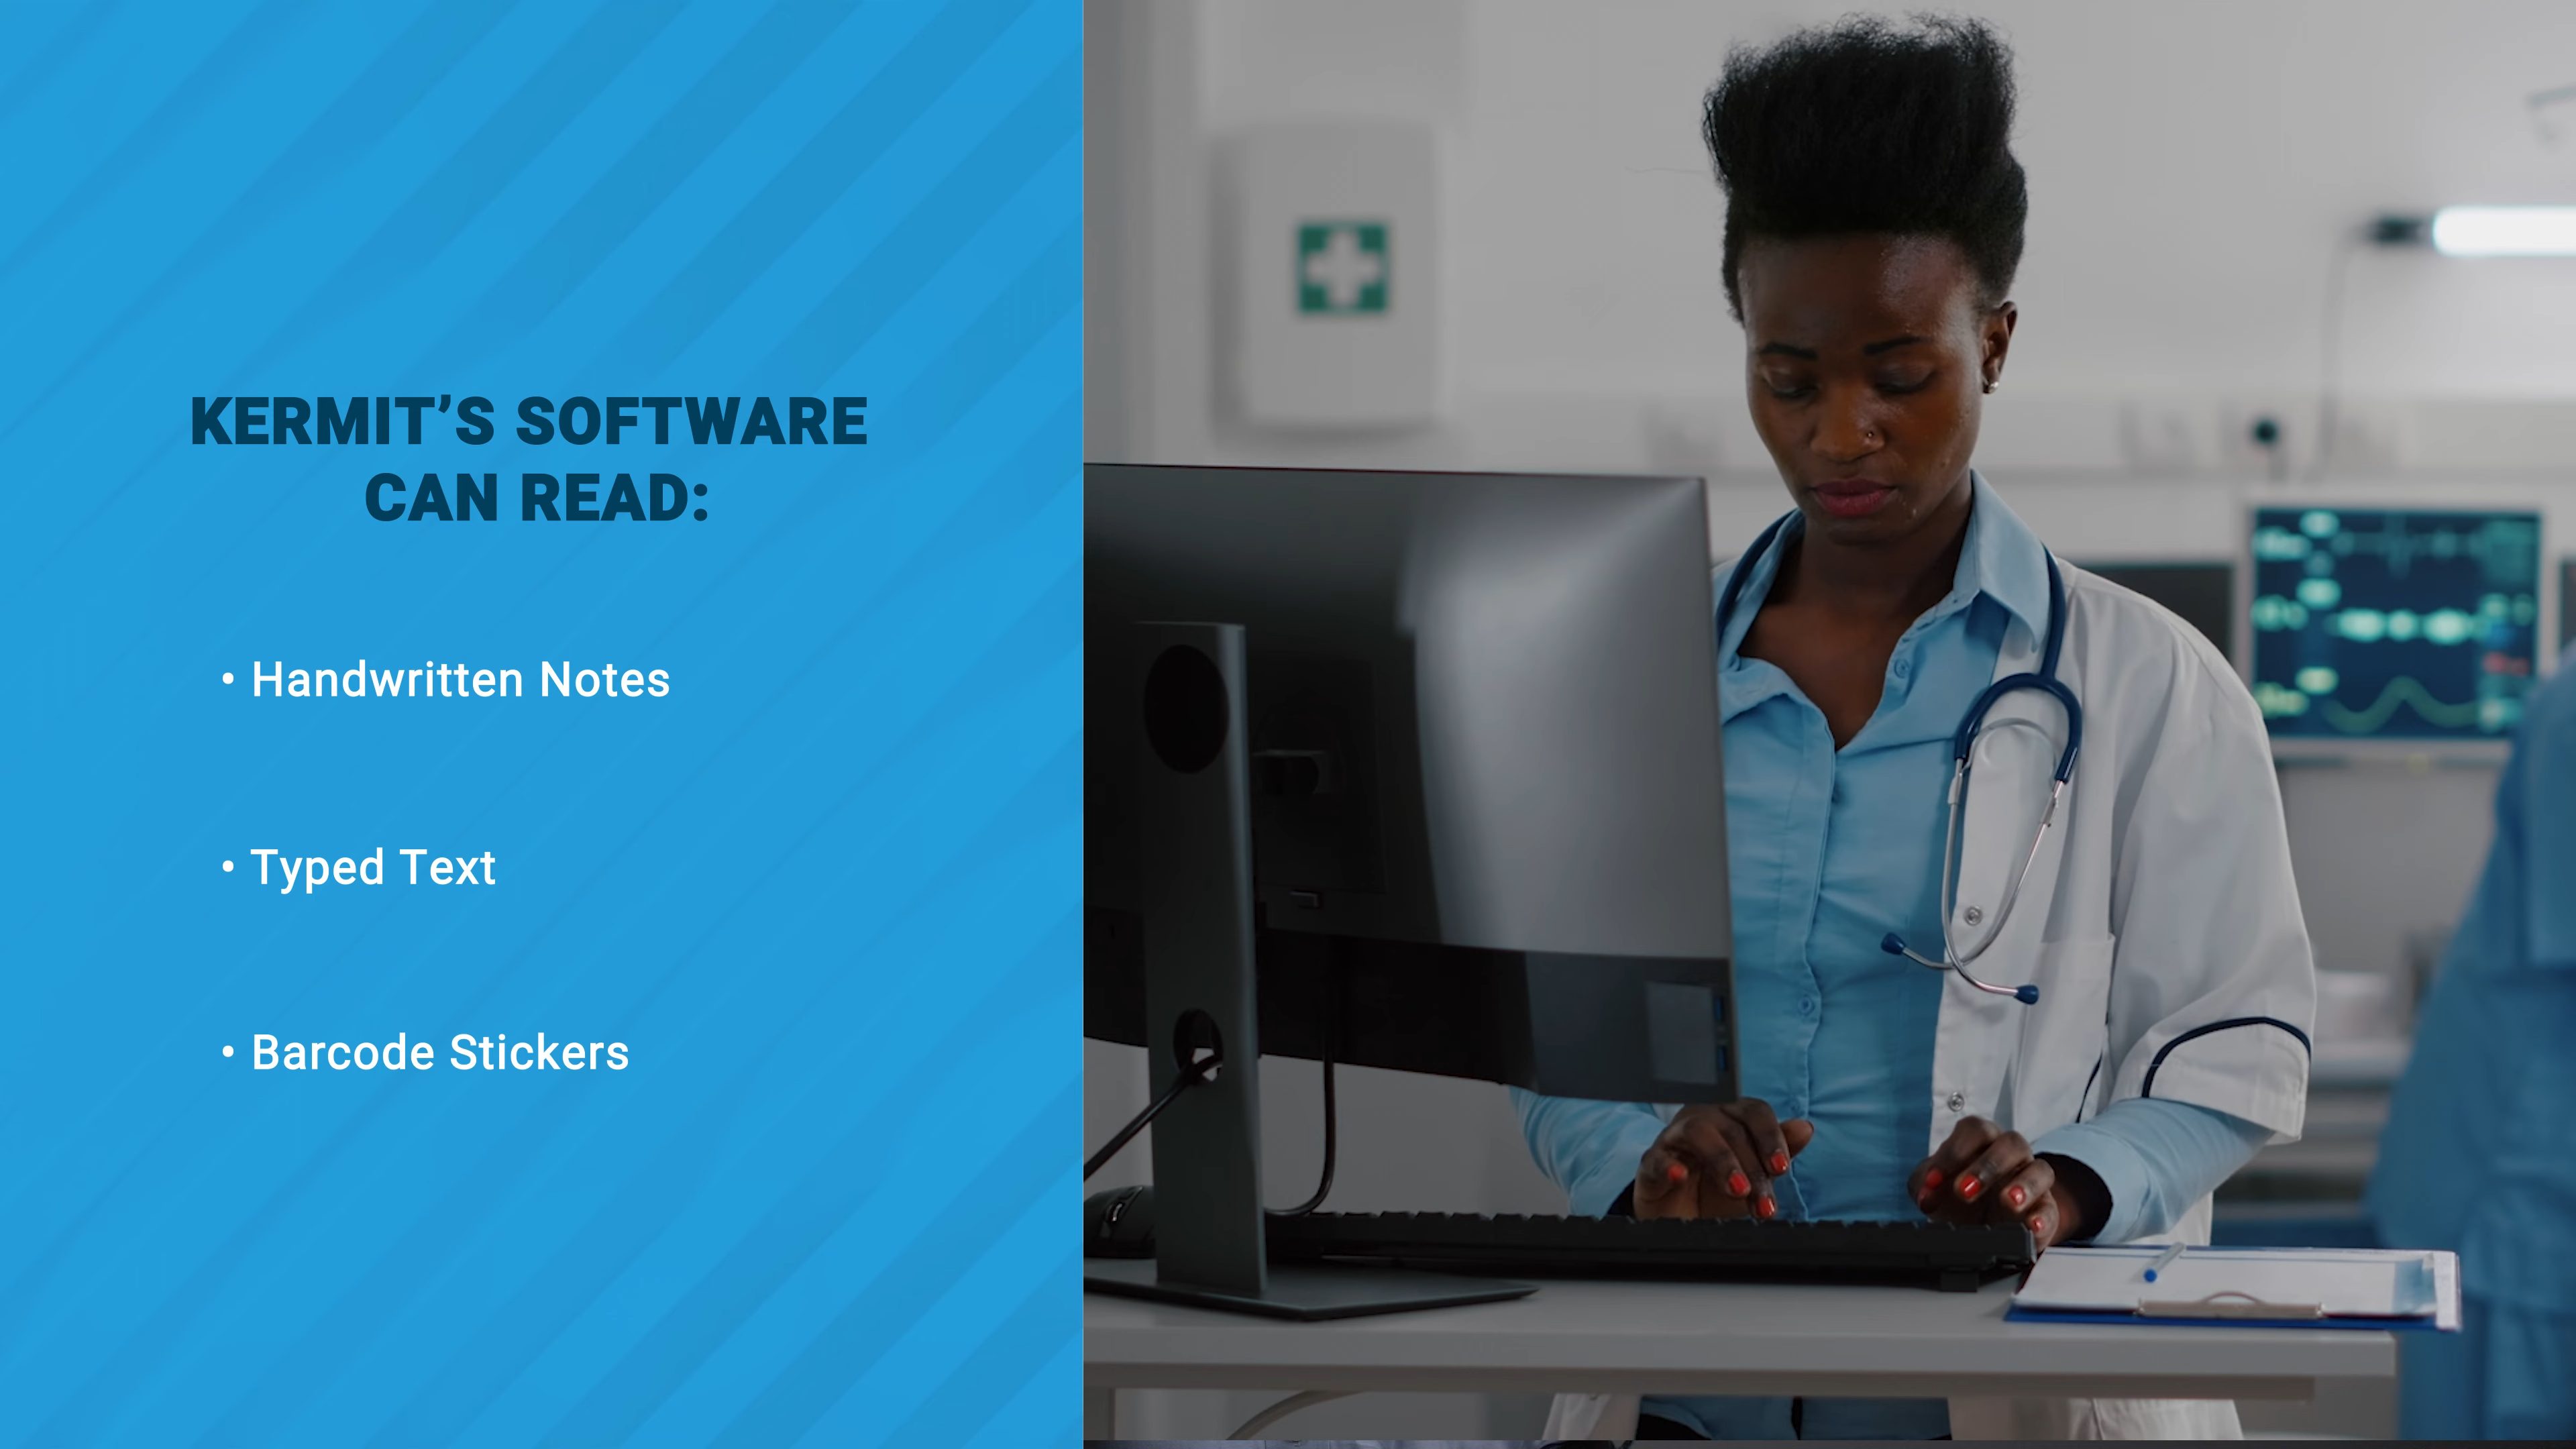 KERMIT’S SOFTWARE
CAN READ:
• Handwritten Notes
• Typed Text
• Barcode Stickers